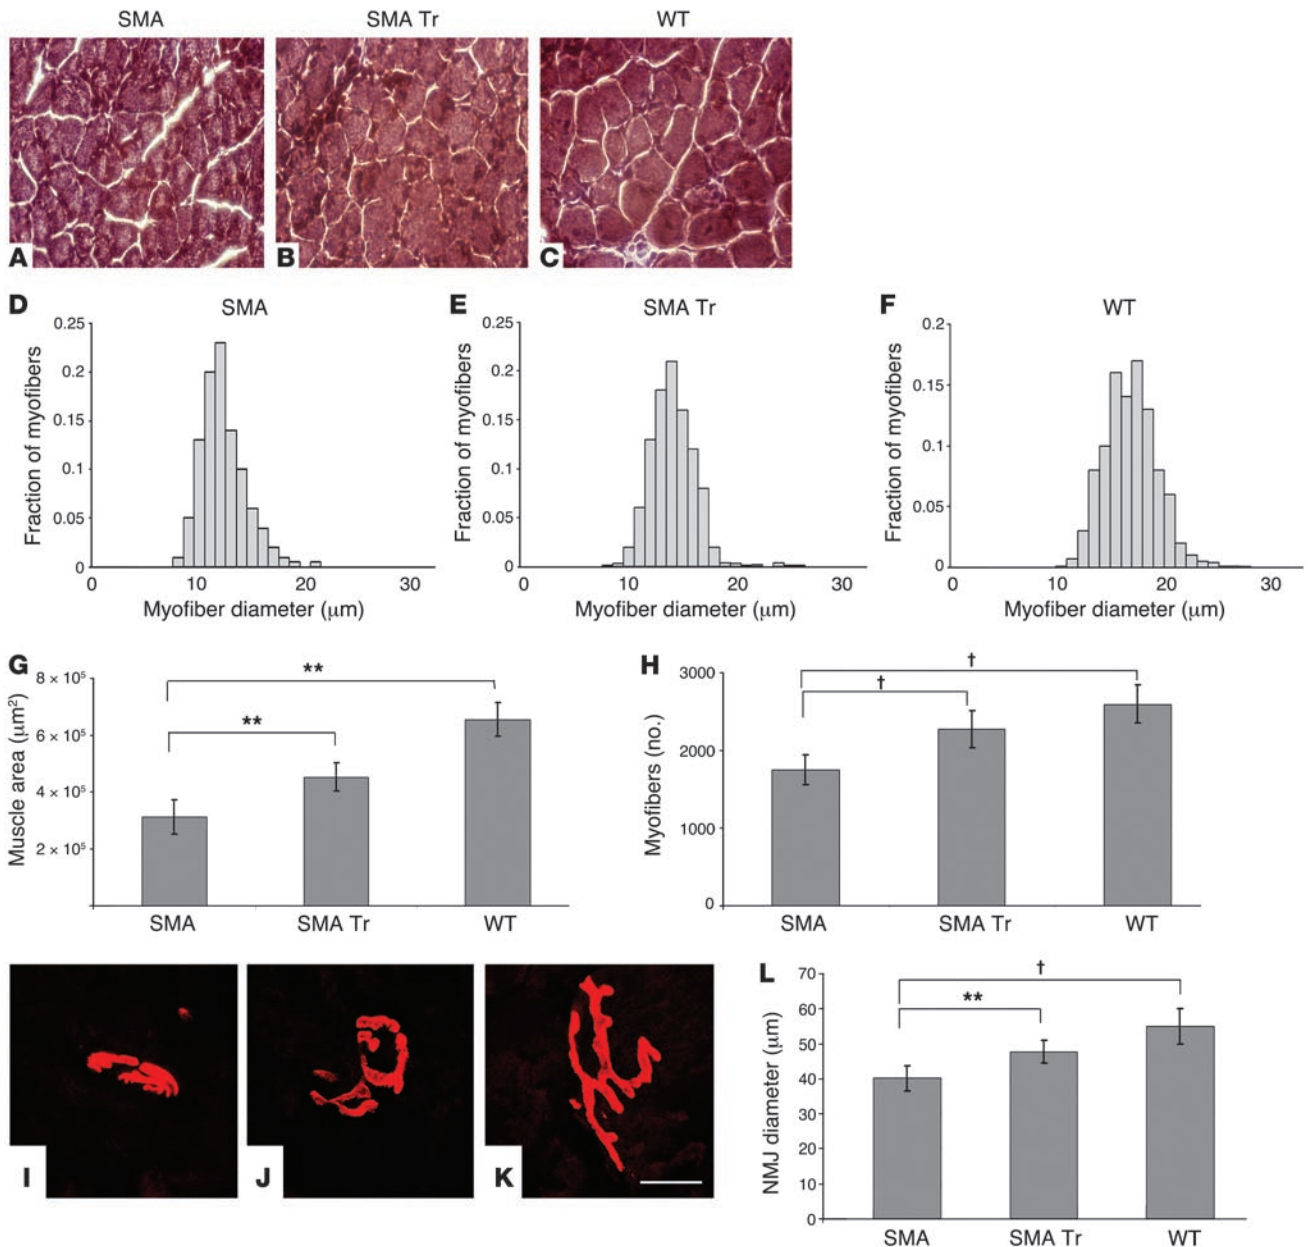 SMA
SMA Tr
WT
A
B
C
D
SMA
E
SMA Tr
F
WT
Fraction of myofibers
0.25
0.2
0.15
0.1
0.05
0
0
10
20
30
Myofiber diameter (μm)
Fraction of myofibers
0.25
0.2
0.15
0.1
0.05
0
0
10
20
30
Myofiber diameter (μm)
Fraction of myofibers
0.2
0.15
0.1
0.05
0
0
10
20
30
Myofiber diameter (μm)
G
Muscle area (μm²)
8 × 10⁵
6 × 10⁵
4 × 10⁵
2 × 10⁵
**
**
SMA
SMA Tr
WT
H
Myofibers (no.)
3000
2000
1000
0
†
†
SMA
SMA Tr
WT
I
J
K
L
NMJ diameter (μm)
70
60
50
40
30
20
10
0
†
**
SMA
SMA Tr
WT